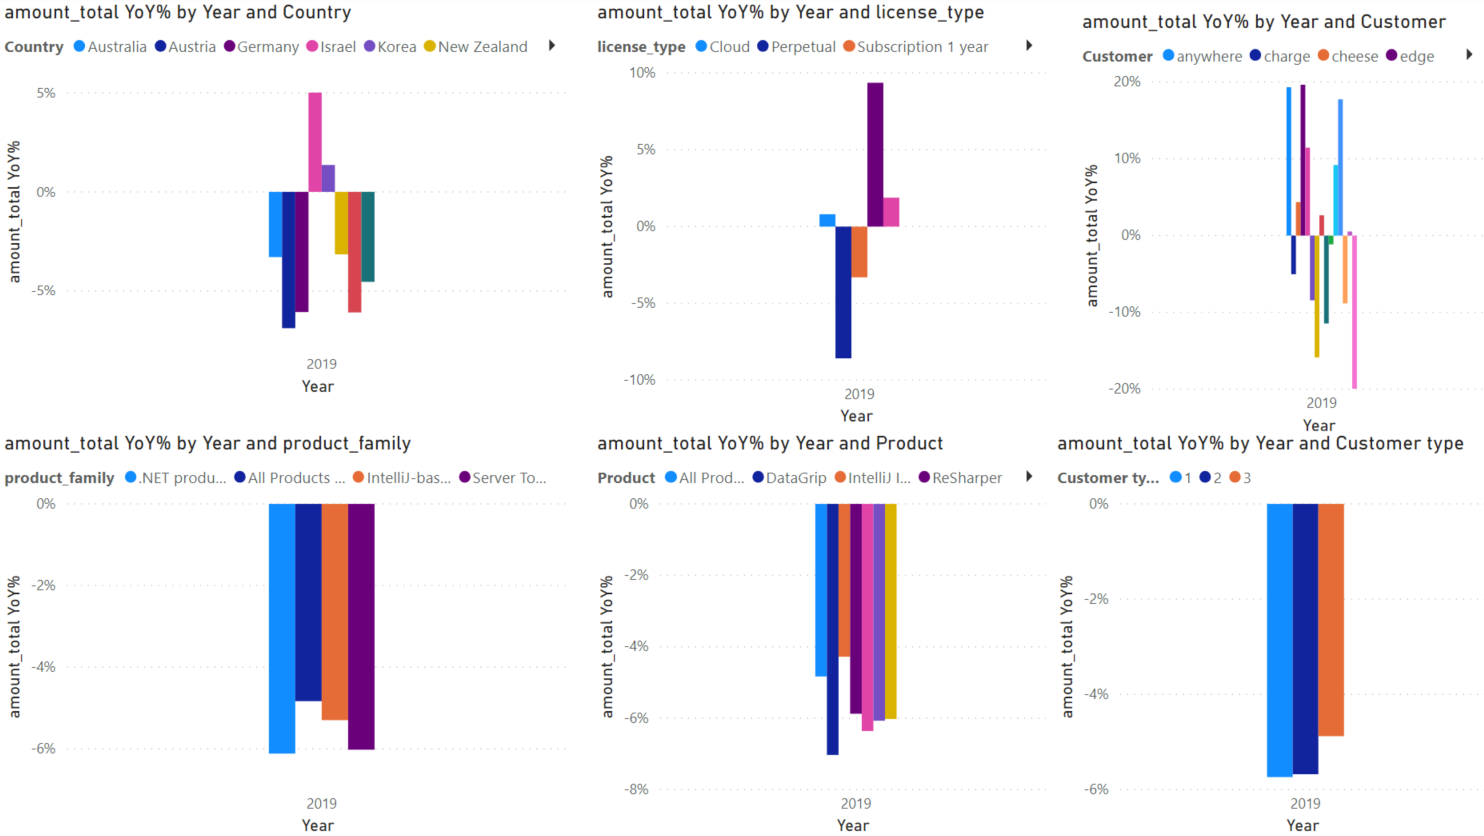 amount_total YoY% by Year and Country
Country Australia Austria Germany Israel Korea New Zealand
5%
0%
-5%
amount_total YoY%
2019
Year
amount_total YoY% by Year and license_type
license_type Cloud Perpetual Subscription 1 year
10%
5%
0%
-5%
-10%
amount_total YoY%
2019
Year
amount_total YoY% by Year and Customer
Customer anywhere charge cheese edge
20%
10%
0%
-10%
-20%
amount_total YoY%
2019
Year
amount_total YoY% by Year and product_family
product_family .NET produ... All Products ... IntelliJ-bas... Server To...
0%
-2%
-4%
-6%
amount_total YoY%
2019
Year
amount_total YoY% by Year and Product
Product All Prod... DataGrip IntelliJ I... ReSharper
0%
-2%
-4%
-6%
-8%
amount_total YoY%
2019
Year
amount_total YoY% by Year and Customer type
Customer ty... 1 2 3
0%
-2%
-4%
-6%
amount_total YoY%
2019
Year